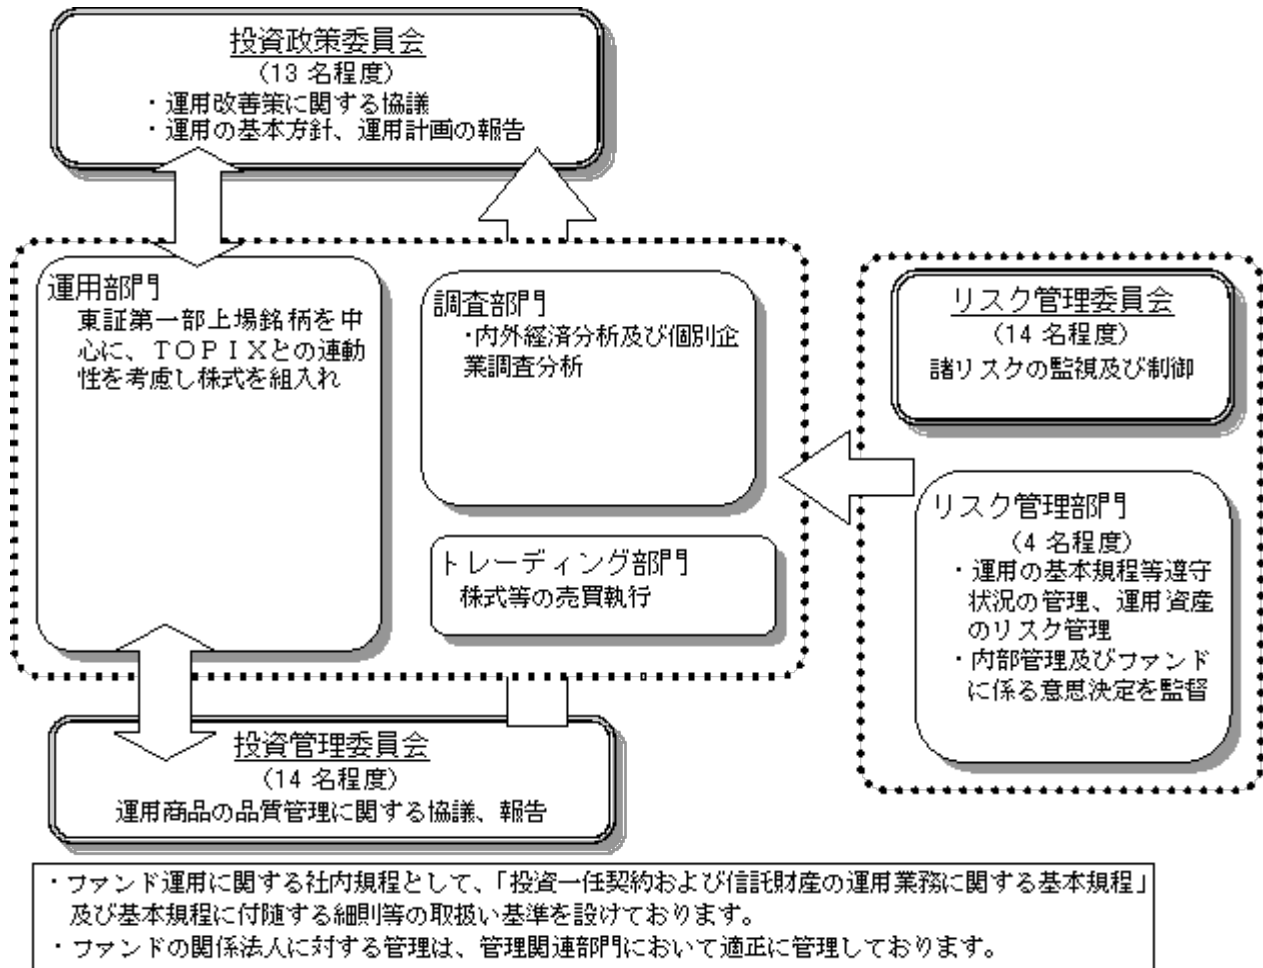 投資政策委員会
（13 名程度）
・運用改善策に関する協議
・運用の基本方針、運用計画の報告
運用部門
東証第一部上場銘柄を中
心に、ＴＯＰＩＸとの連動
性を考慮し株式を組入れ
調査部門
・内外経済分析及び個別企
業調査分析
トレーディング部門
株式等の売買執行
リスク管理委員会
（14 名程度）
諸リスクの監視及び制御
リスク管理部門
（4 名程度）
・運用の基本規程等遵守
状況の管理、運用資産
のリスク管理
・内部管理及びファンド
に係る意思決定を監督
投資管理委員会
（14 名程度）
運用商品の品質管理に関する協議、報告
・ファンド運用に関する社内規程として、「投資一任契約および信託財産の運用業務に関する基本規程」
及び基本規程に付随する細則等の取扱い基準を設けております。
・ファンドの関係法人に対する管理は、管理関連部門において適正に管理しております。